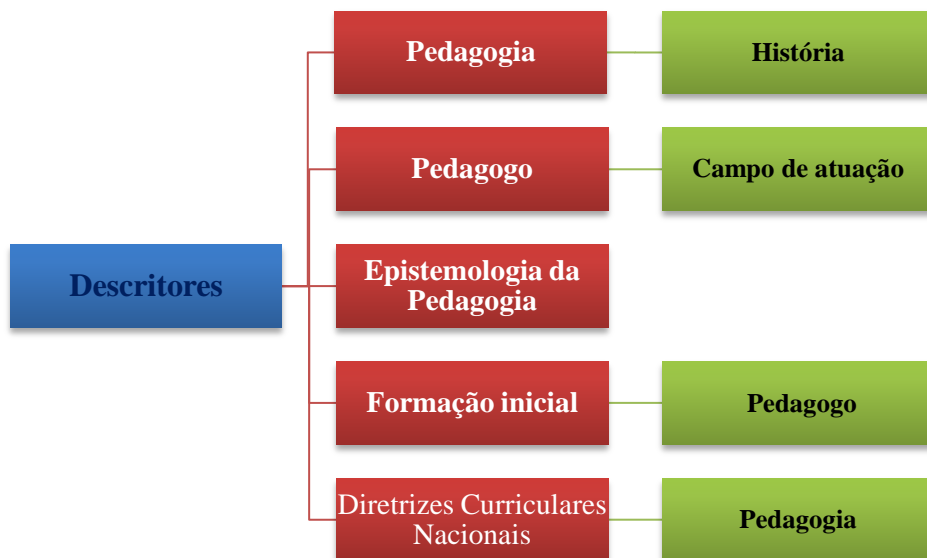 Pedagogia
História
Pedagogo
Campo de atuação
Descritores
Epistemologia da
Pedagogia
Formação inicial
Pedagogo
Diretrizes Curriculares
Nacionais
Pedagogia